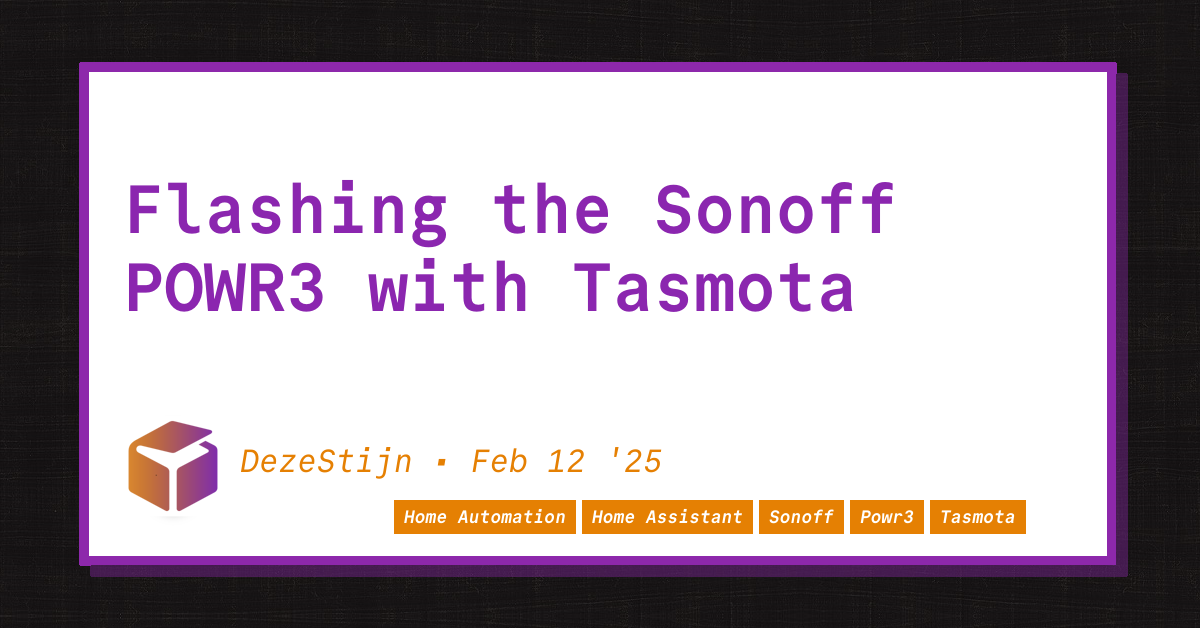 Flashing the Sonoff
POWR3 with Tasmota
DezeStijn ▪ Feb 12 '25
Home Automation Home Assistant Sonoff Powr3 Tasmota